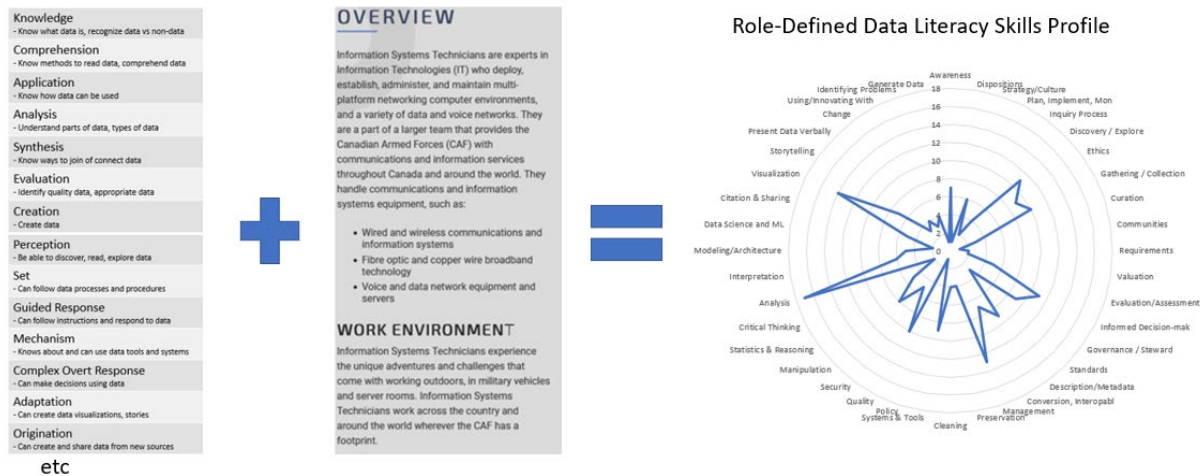 Knowledge
- Know what data is, recognize data vs non-data
Comprehension
- Know methods to read data, comprehend data
Application
- Know how data can be used
Analysis
- Understand parts of data, types of data
Synthesis
- Know ways to join of connect data
Evaluation
- Identify quality data, appropriate data
Creation
- Create data
Perception
- Be able to discover, read, explore data
Set
- Can follow data processes and procedures
Guided Response
- Can follow instructions and respond to data
Mechanism
- Knows about and can use data tools and systems
Complex Overt Response
- Can make decisions using data
Adaptation
- Can create data visualizations, stories
Origination
- Can create and share data from new sources
etc
OVERVIEW
Information Systems Technicians are experts in
Information Technologies (IT) who deploy,
establish, administer, and maintain multi-
platform networking computer environments,
and a variety of data and voice networks. They
are a part of a larger team that provides the
Canadian Armed Forces (CAF) with
communications and information services
throughout Canada and around the world. They
handle communications and information
systems equipment, such as:
• Wired and wireless communications and
information systems
• Fibre optic and copper wire broadband
technology
• Voice and data network equipment and
servers
WORK ENVIRONMENT
Information Systems Technicians experience
the unique adventures and challenges that
come with working outdoors, in military vehicles
and server rooms. Information Systems
Technicians work across the country and
around the world wherever the CAF has a
footprint.
Role-Defined Data Literacy Skills Profile
Awareness
Dispositions
Strategy/Culture
Plan, Implement, Mon
Inquiry Process
Discovery / Explore
Ethics
Gathering / Collection
Curation
Communities
Requirements
Valuation
Evaluation/Assessment
Informed Decision-mak
Governance / Steward
Standards
Description/Metadata
Conversion, Interopabl
Management
Preservation
Cleaning
Systems & Tools
Policy
Quality
Security
Manipulation
Statistics & Reasoning
Critical Thinking
Analysis
Interpretation
Modeling/Architecture
Data Science and ML
Citation & Sharing
Visualization
Storytelling
Present Data Verbally
Change
Using/Innovating With
Identifying Problems
Generate Data
18
16
14
12
10
8
6
4
2
0